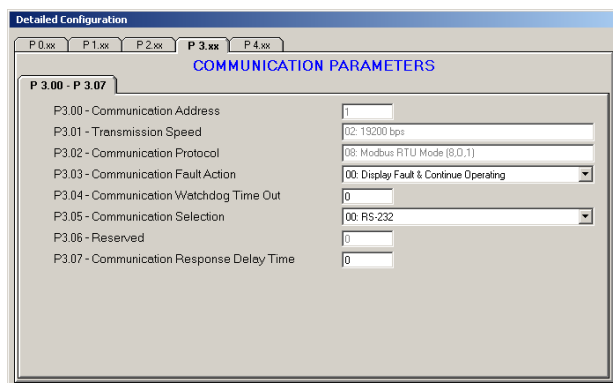 Detailed Configuration
P 0.xx P 1.xx P 2.xx P 3.xx P 4.xx
COMMUNICATION PARAMETERS
P 3.00 - P 3.07
P3.00 - Communication Address 1
P3.01 - Transmission Speed 02: 19200 bps
P3.02 - Communication Protocol 08: Modbus RTU Mode (8,O,1)
P3.03 - Communication Fault Action 00: Display Fault & Continue Operating
P3.04 - Communication Watchdog Time Out 0
P3.05 - Communication Selection 00: RS-232
P3.06 - Reserved 0
P3.07 - Communication Response Delay Time 0